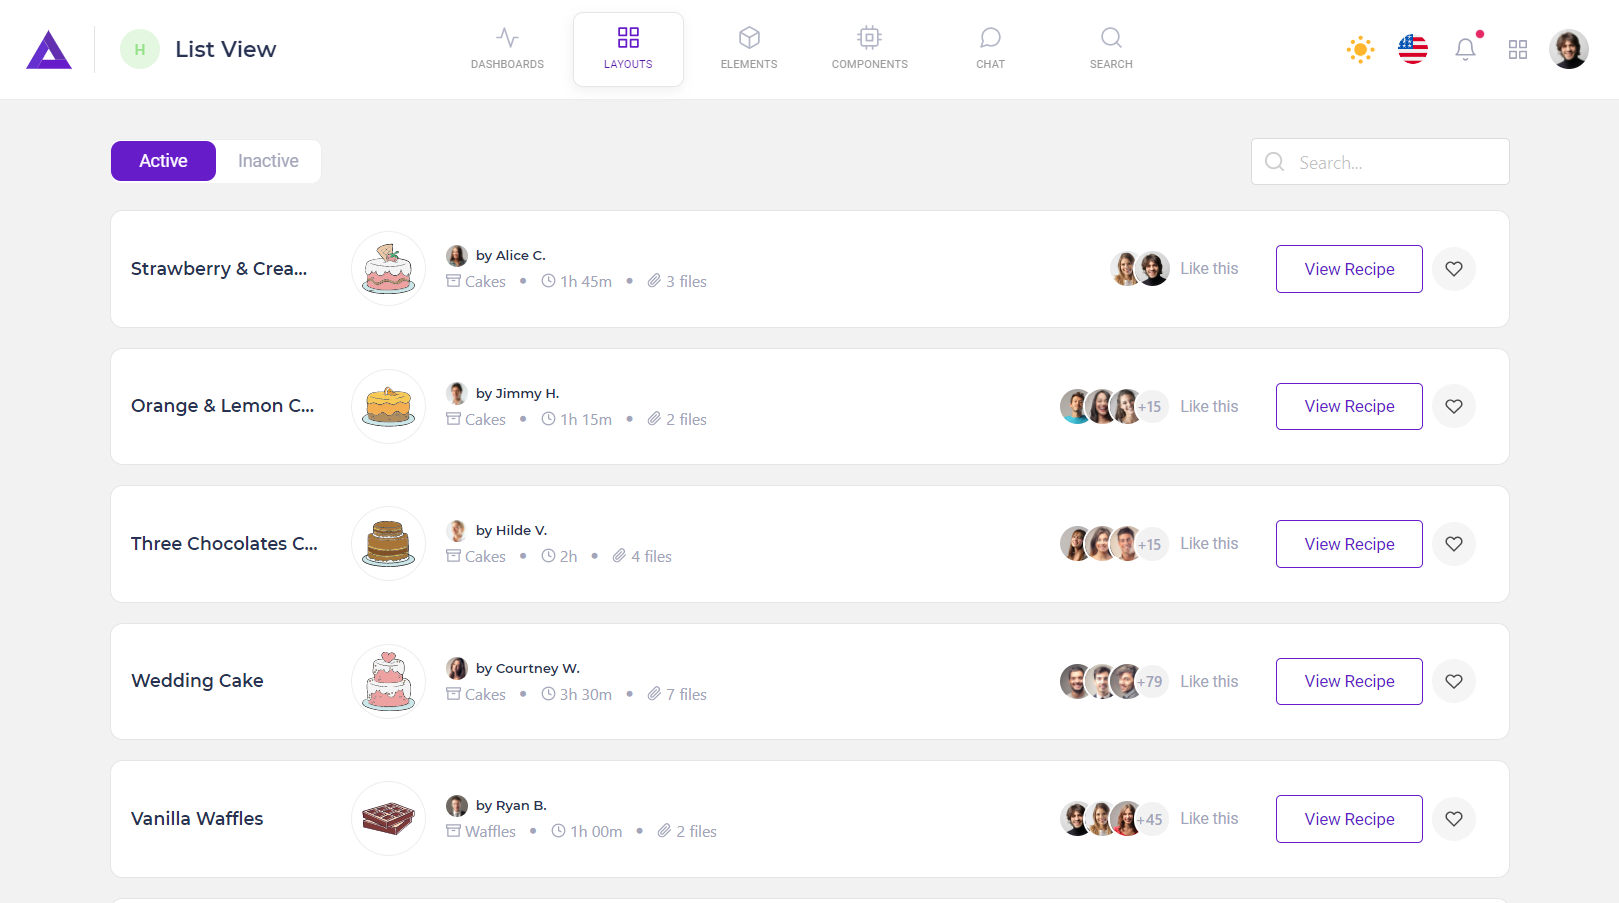 H
List View
DASHBOARDS
LAYOUTS
ELEMENTS
COMPONENTS
CHAT
SEARCH
Active
Inactive
Search...
Strawberry & Crea...
by Alice C.
Cakes • 1h 45m • 3 files
Like this
View Recipe
Orange & Lemon C...
by Jimmy H.
Cakes • 1h 15m • 2 files
+15
Like this
View Recipe
Three Chocolates C...
by Hilde V.
Cakes • 2h • 4 files
+15
Like this
View Recipe
Wedding Cake
by Courtney W.
Cakes • 3h 30m • 7 files
+79
Like this
View Recipe
Vanilla Waffles
by Ryan B.
Waffles • 1h 00m • 2 files
+45
Like this
View Recipe